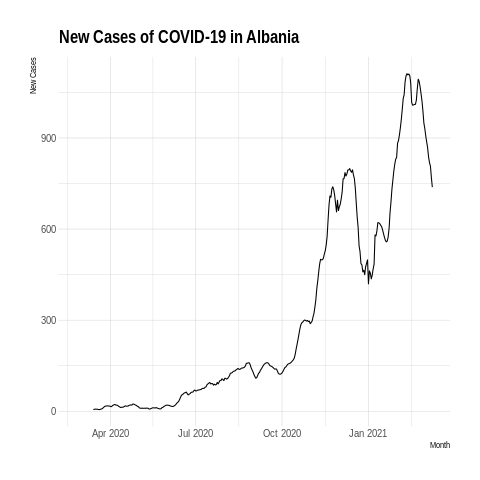 New Cases of COVID-19 in Albania
New Cases
900
600
300
0
Apr 2020
Jul 2020
Oct 2020
Jan 2021
Month